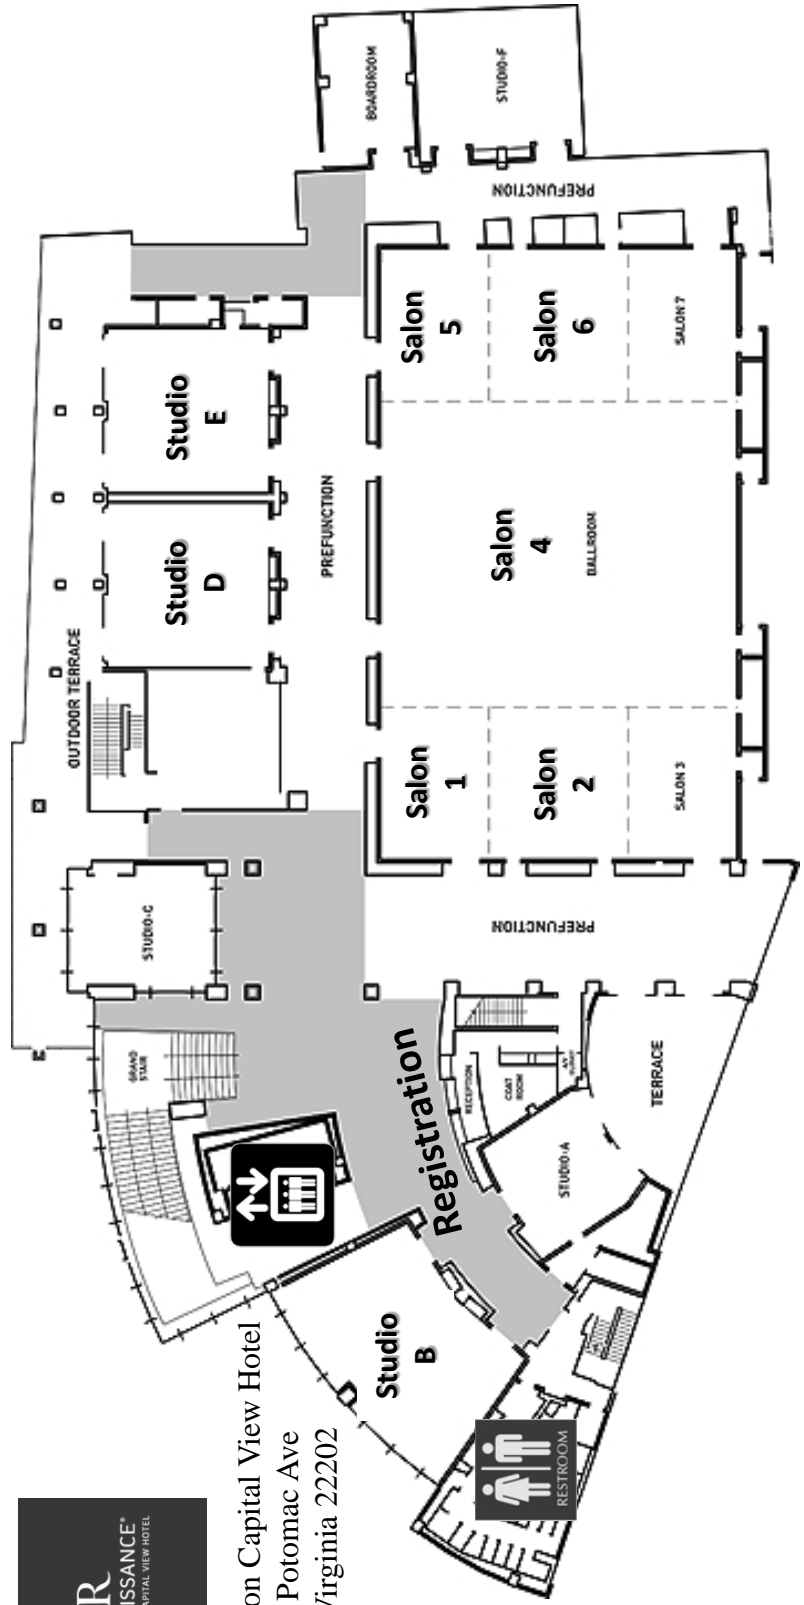 R
ISSANCE®
APITAL VIEW HOTEL
on Capital View Hotel
Potomac Ave
Virginia 22202
OUTDOOR TERRACE
GRAND
STAIR
STUDIO·C
Studio
D
Studio
E
PREFUNCTION
BOARDROOM
STUDIO·F
Studio
B
Registration
RESTROOM
RECEPTION
COAT
ROOM
STUDIO·A
TERRACE
PREFUNCTION
Salon
1
Salon
2
SALON 3
Salon
4
BALLROOM
Salon
5
Salon
6
SALON 7
PREFUNCTION